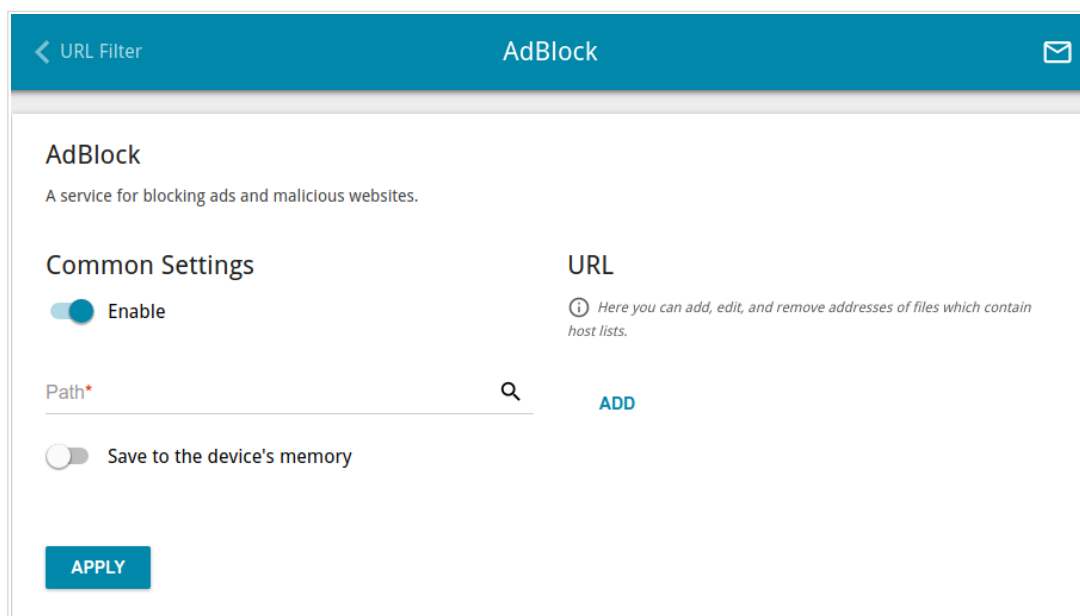 URL Filter
AdBlock
AdBlock
A service for blocking ads and malicious websites.
Common Settings
Enable
Path*
Save to the device's memory
APPLY
URL
Here you can add, edit, and remove addresses of files which contain
host lists.
ADD